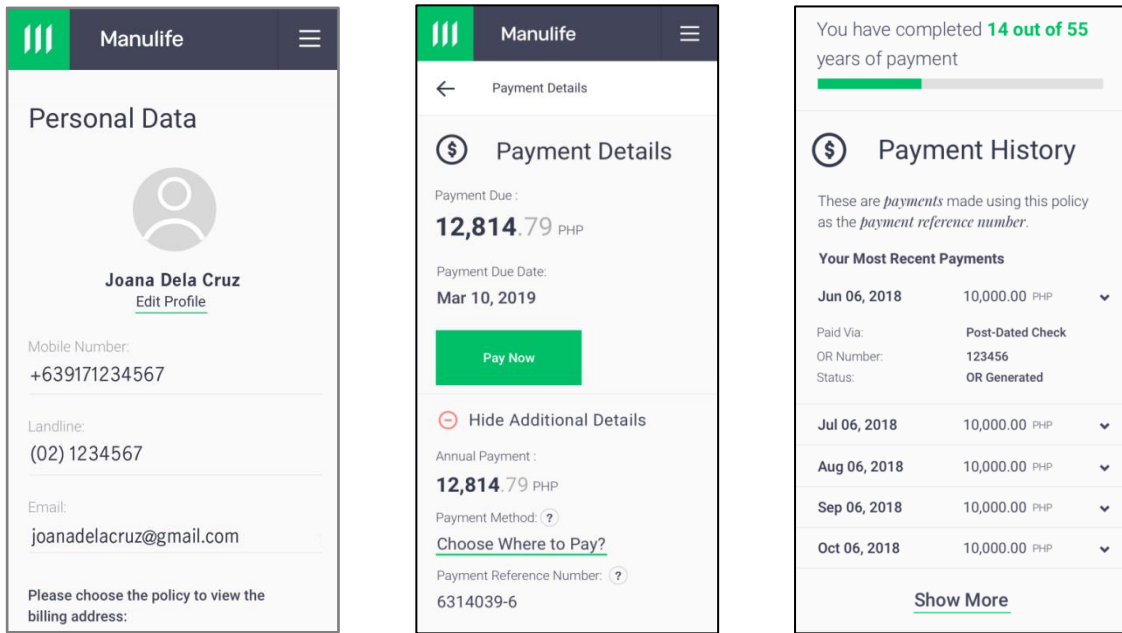 Manulife
Personal Data
Joana Dela Cruz
Edit Profile
Mobile Number:
+639171234567
Landline:
(02) 1234567
Email:
joanadelacruz@gmail.com
Please choose the policy to view the
billing address:
Manulife
Payment Details
Payment Details
Payment Due :
12,814.79 PHP
Payment Due Date:
Mar 10, 2019
Pay Now
Hide Additional Details
Annual Payment :
12,814.79 PHP
Payment Method: ?
Choose Where to Pay?
Payment Reference Number: ?
6314039-6
You have completed 14 out of 55
years of payment
Payment History
These are payments made using this policy
as the payment reference number.
Your Most Recent Payments
Jun 06, 2018 10,000.00 PHP
Paid Via: Post-Dated Check
OR Number: 123456
Status: OR Generated
Jul 06, 2018 10,000.00 PHP
Aug 06, 2018 10,000.00 PHP
Sep 06, 2018 10,000.00 PHP
Oct 06, 2018 10,000.00 PHP
Show More